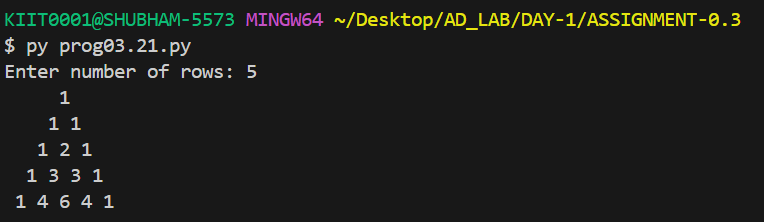 KIIT0001@SHUBHAM-5573 MINGW64 ~/Desktop/AD_LAB/DAY-1/ASSIGNMENT-0.3
$ py prog03.21.py
Enter number of rows: 5
     1
    1 1
   1 2 1
  1 3 3 1
 1 4 6 4 1